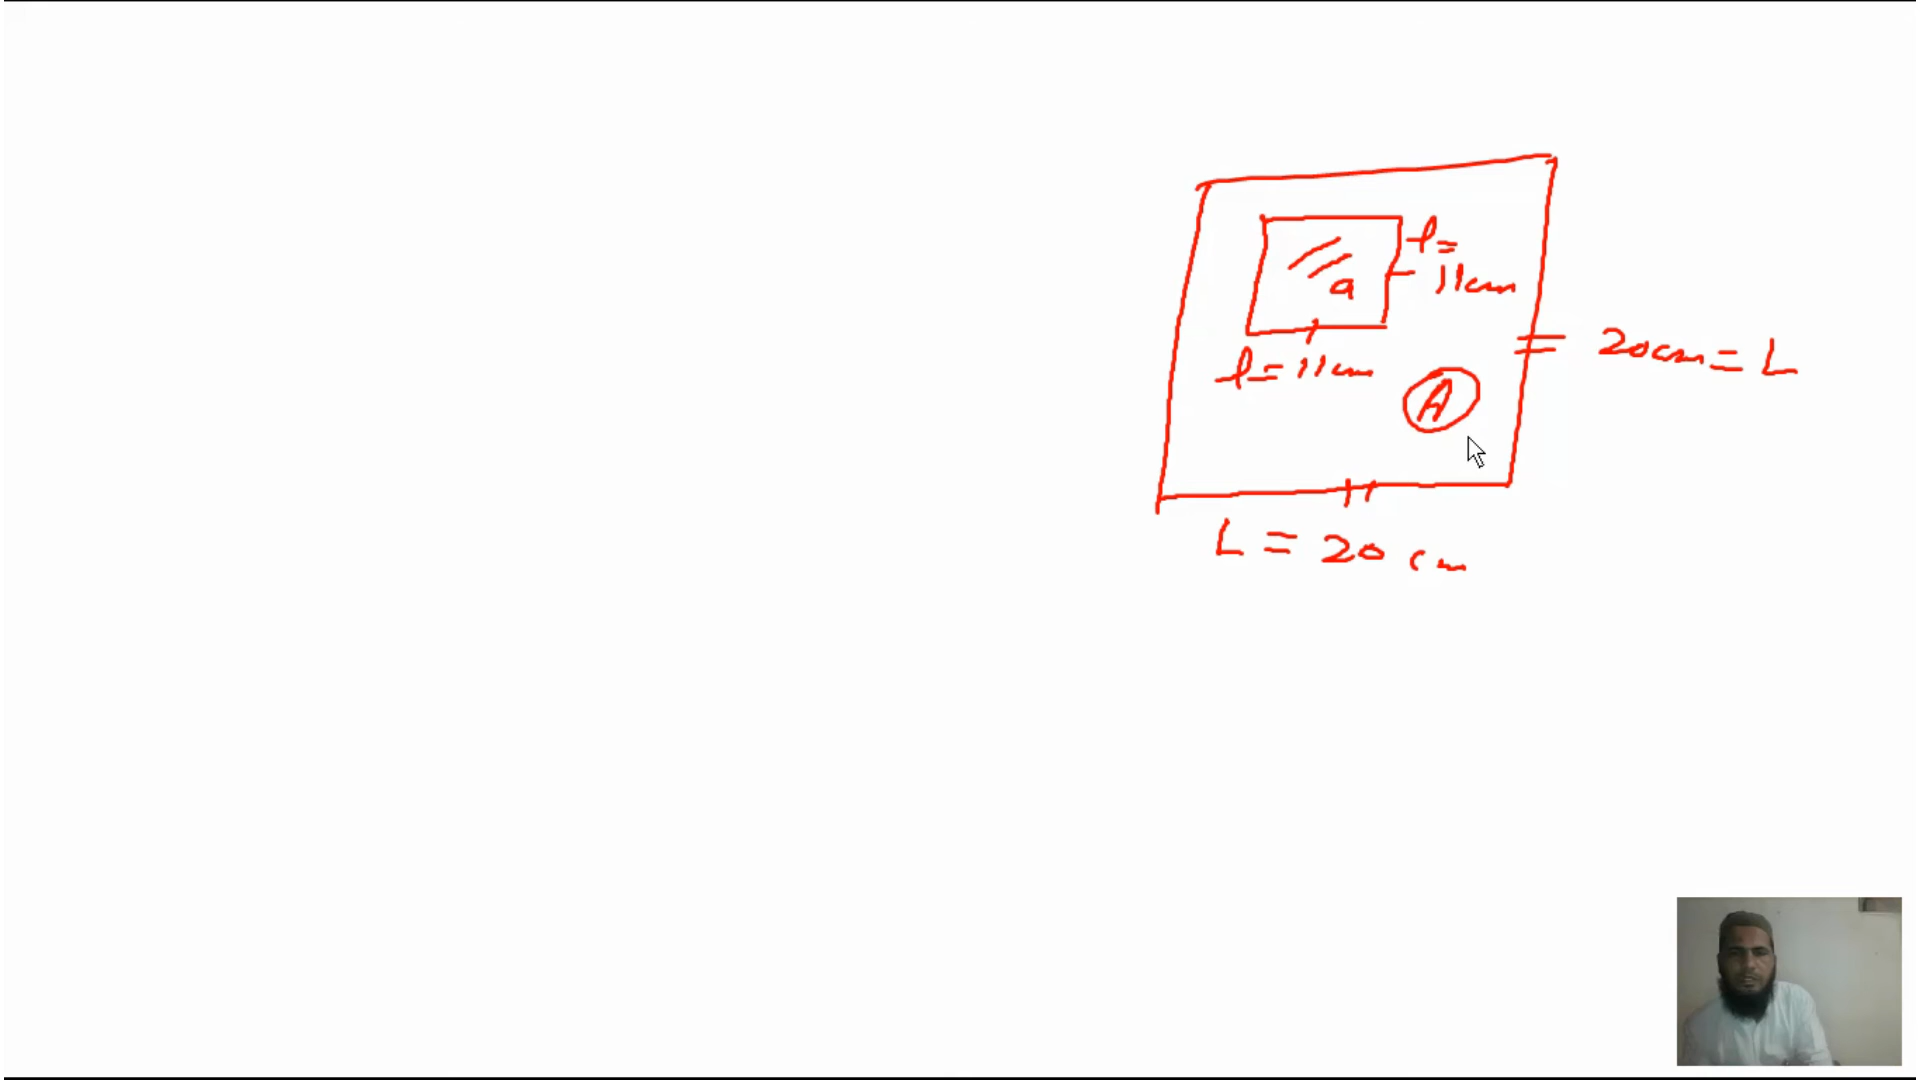 l =
11cm
a
20cm = L
l = 11cm
A
L = 20 cm